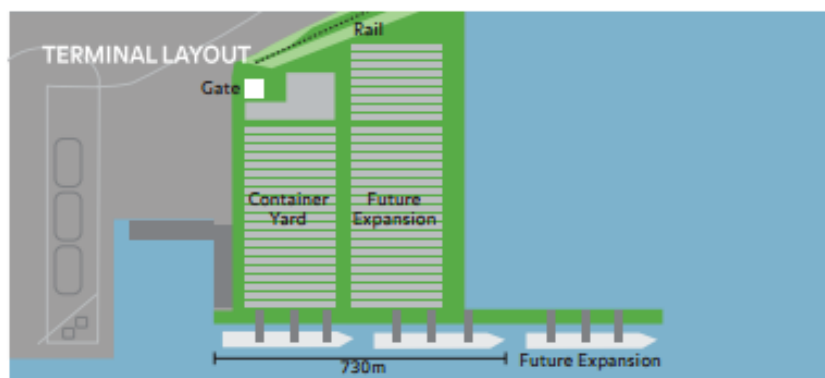 Rail
TERMINAL LAYOUT
Gate
Container
Yard
Future
Expansion
730m
Future Expansion